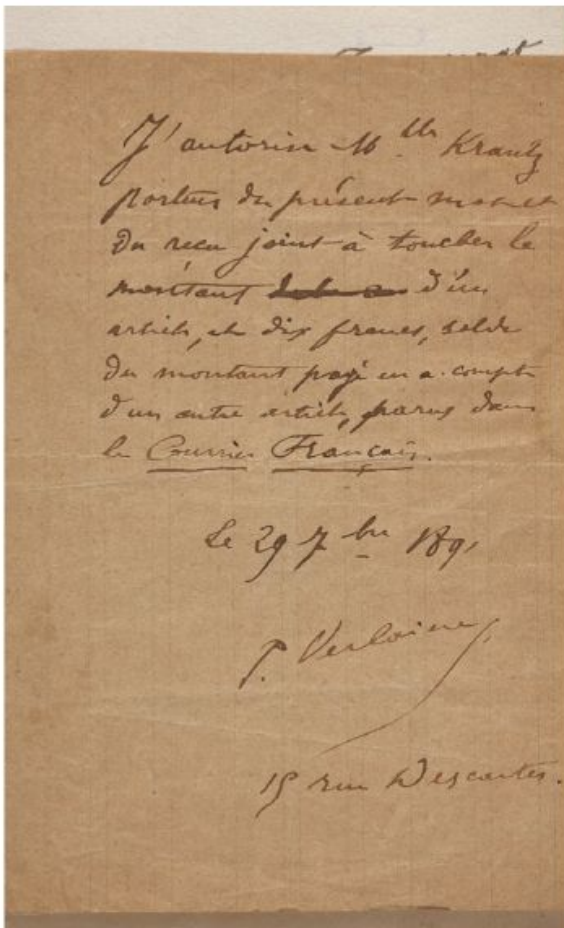 J'autorise M.lle Krantz
porteur du présent mot et
du reçu joint à toucher le
montant d'un
article, et dix francs, solde
du montant payé en a-compte
d'un autre article, parus dans
le Courrier Français.
Le 29 7bre 1891
P. Verlaine
15 rue Descartes.